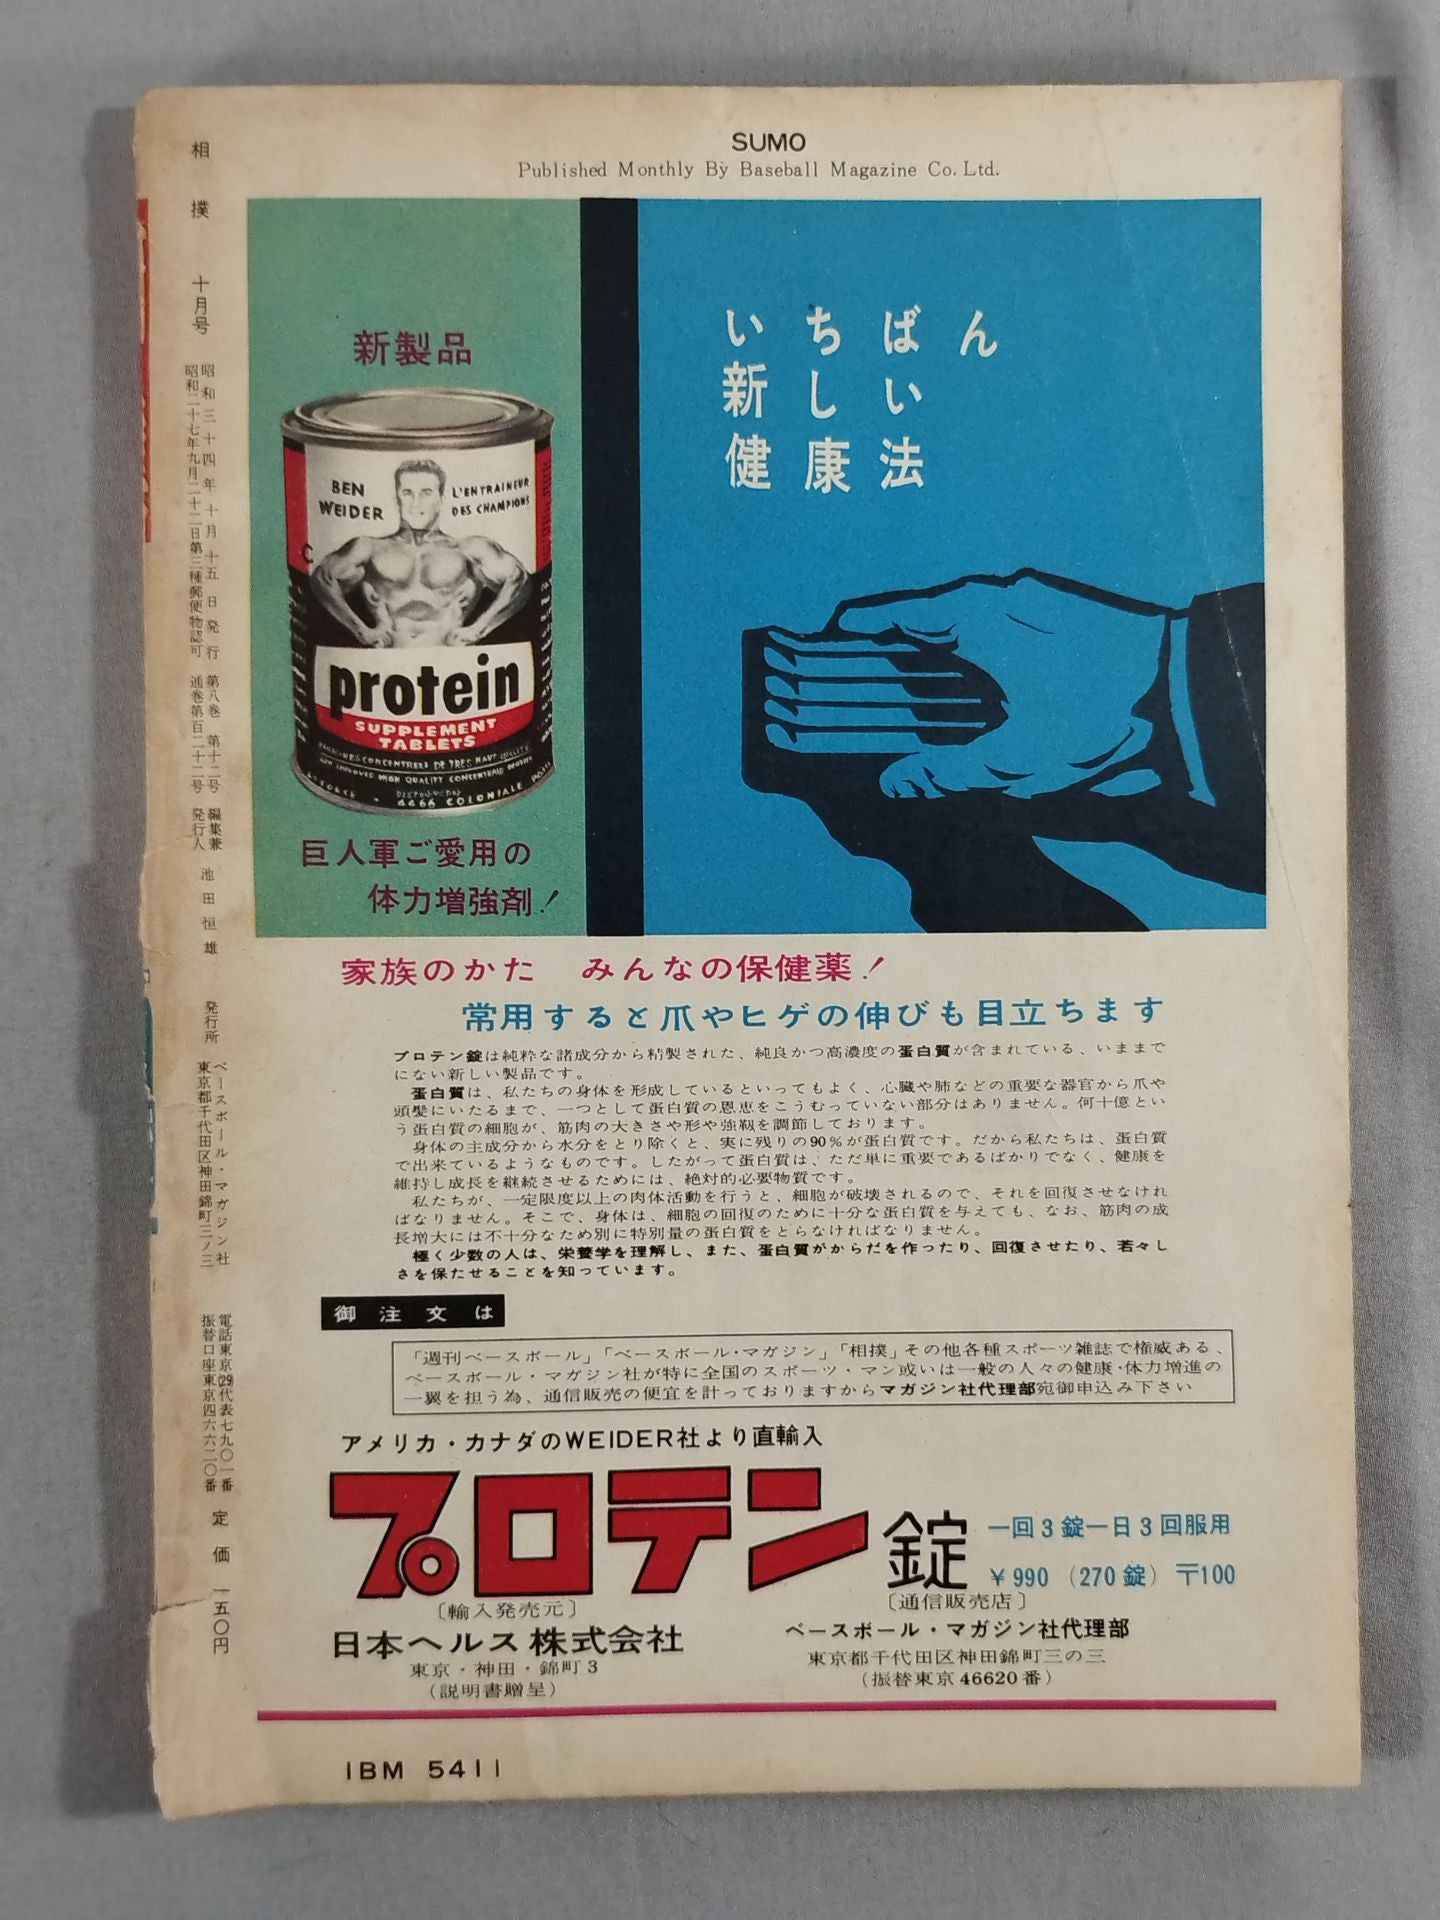 SUMO
Published Monthly By Baseball Magazine Co. Ltd.
相撲 十月号
昭和三十四年十月十五日発行 第八巻 第十二号
昭和二十七年九月二十二日第三種郵便物認可 通巻第百二十二号
編集兼
発行人
池田恒雄
発行所
ベースボール・マガジン社
東京都千代田区神田錦町三ノ三
電話東京(29)代表七九〇一番
振替口座東京四六六二〇番
定価 一五〇円
いちばん
新しい
健康法
新製品
BEN
WEIDER
L'ENTRAINEUR
DES CHAMPIONS
protein
SUPPLEMENT
TABLETS
4466 COLONIALE
巨人軍ご愛用の
体力増強剤！
家族のかた みんなの保健薬！
常用すると爪やヒゲの伸びも目立ちます
プロテン錠は純粋な諸成分から精製された、純良かつ高濃度の蛋白質が含まれている、いままで
にない新しい製品です。
蛋白質は、私たちの身体を形成しているといってもよく、心臓や肺などの重要な器官から爪や
頭髪にいたるまで、一つとして蛋白質の恩恵をこうむっていない部分はありません。何十億とい
う蛋白質の細胞が、筋肉の大きさや形や強靱を調節しております。
身体の主成分から水分をとり除くと、実に残りの90％が蛋白質です。だから私たちは、蛋白質
で出来ているようなものです。したがって蛋白質は、ただ単に重要であるばかりでなく、健康を
維持し成長を継続させるためには、絶対的必要物質です。
私たちが、一定限度以上の肉体活動を行うと、細胞が破壊されるので、それを回復させなけれ
ばなりません。そこで、身体は、細胞の回復のために十分な蛋白質を与えても、なお、筋肉の成
長増大には不十分なため別に特別量の蛋白質をとらなければなりません。
極く少数の人は、栄養学を理解し、また、蛋白質がからだを作ったり、回復させたり、若々し
さを保たせることを知っています。
御注文は
「週刊ベースボール」「ベースボール・マガジン」「相撲」その他各種スポーツ雑誌で権威ある、
ベースボール・マガジン社が特に全国のスポーツ・マン或いは一般の人々の健康・体力増進の
一翼を担う為、通信販売の便宜を計っておりますからマガジン社代理部宛御申込み下さい
アメリカ・カナダのWEIDER社より直輸入
プロテン錠
一回3錠一日3回服用
¥990（270錠）〒100
〔輸入発売元〕
日本ヘルス株式会社
東京・神田・錦町3
（説明書贈呈）
〔通信販売店〕
ベースボール・マガジン社代理部
東京都千代田区神田錦町三の三
（振替東京46620番）
IBM 5411